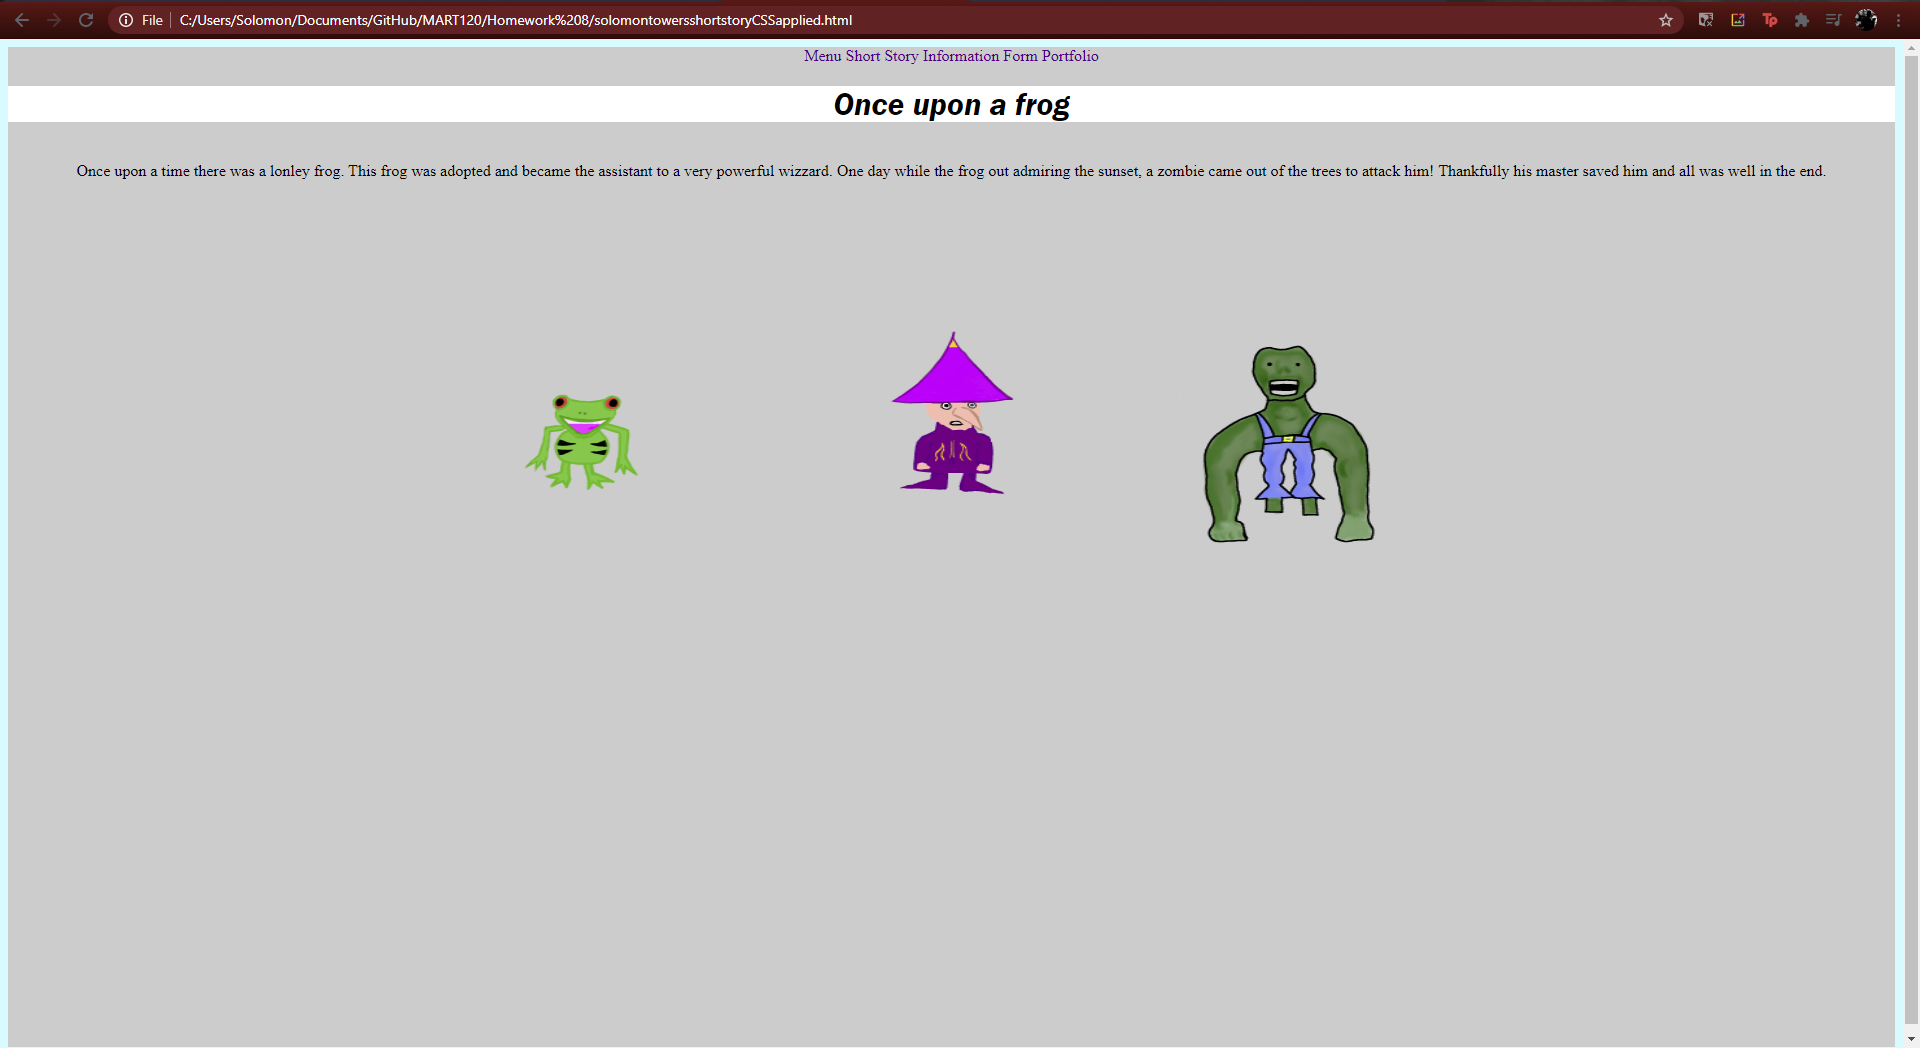 File C:/Users/Solomon/Documents/GitHub/MART120/Homework%208/solomontowersshortstoryCSSapplied.html
Tp
Menu Short Story Information Form Portfolio
Once upon a frog
Once upon a time there was a lonley frog. This frog was adopted and became the assistant to a very powerful wizzard. One day while the frog out admiring the sunset, a zombie came out of the trees to attack him! Thankfully his master saved him and all was well in the end.